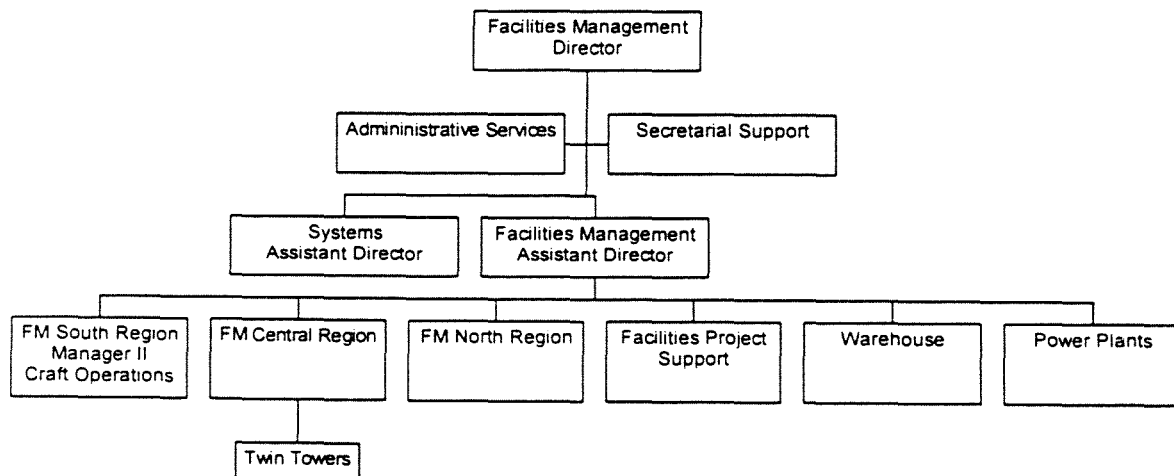 Facilities Management
Director
Admininistrative Services
Secretarial Support
Systems
Assistant Director
Facilities Management
Assistant Director
FM South Region
Manager II
Craft Operations
FM Central Region
FM North Region
Facilities Project
Support
Warehouse
Power Plants
Twin Towers